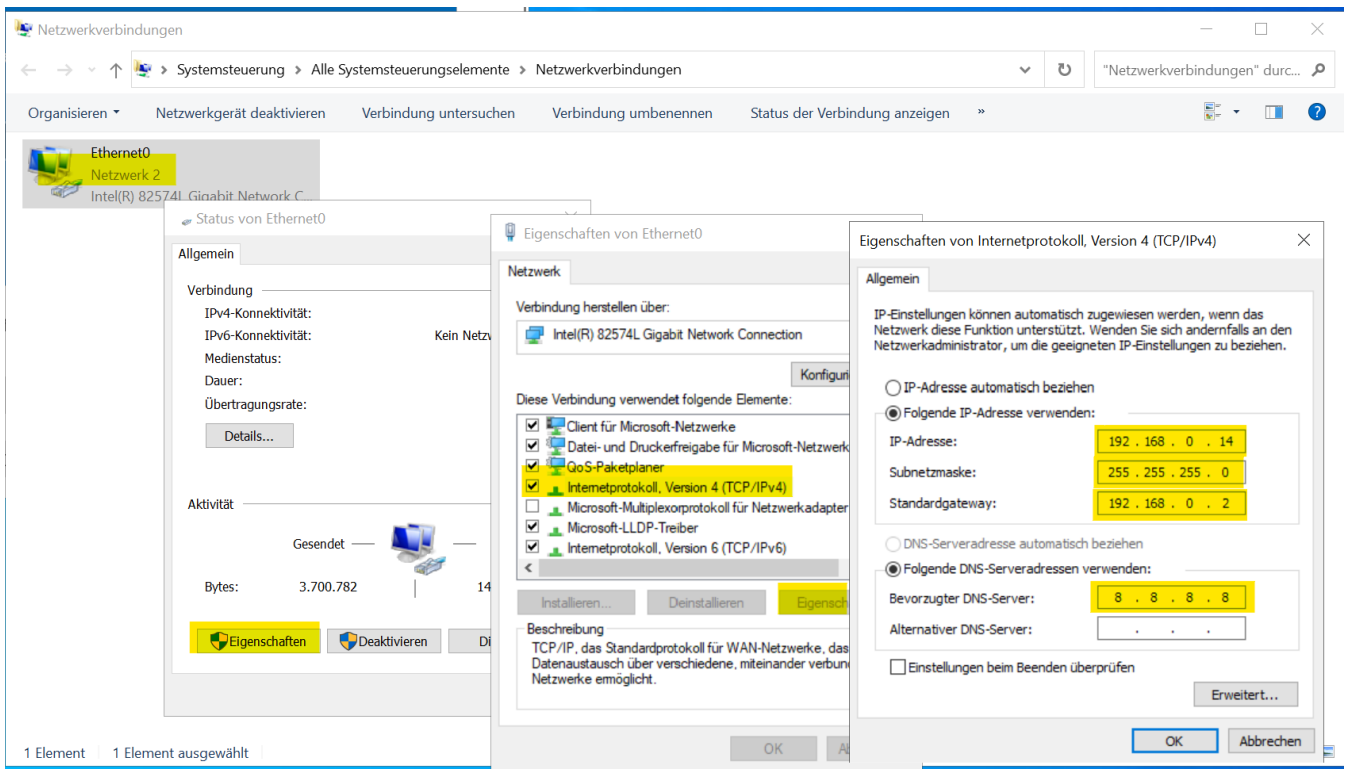 Netzwerkverbindungen
Systemsteuerung > Alle Systemsteuerungselemente > Netzwerkverbindungen
"Netzwerkverbindungen" durc...
Organisieren Netzwerkgerät deaktivieren Verbindung untersuchen Verbindung umbenennen Status der Verbindung anzeigen »
Ethernet0
Netzwerk 2
Intel(R) 82574L Gigabit Network C...
Status von Ethernet0
Allgemein
Verbindung
IPv4-Konnektivität:
IPv6-Konnektivität: Kein Netzw
Medienstatus:
Dauer:
Übertragungsrate:
Details...
Aktivität
Gesendet
Bytes: 3.700.782 14
Eigenschaften Deaktivieren Di
Eigenschaften von Ethernet0
Netzwerk
Verbindung herstellen über:
Intel(R) 82574L Gigabit Network Connection
Konfiguri
Diese Verbindung verwendet folgende Elemente:
Client für Microsoft-Netzwerke
Datei- und Druckerfreigabe für Microsoft-Netzwerk
QoS-Paketplaner
Internetprotokoll, Version 4 (TCP/IPv4)
Microsoft-Multiplexorprotokoll für Netzwerkadapter
Microsoft-LLDP-Treiber
Internetprotokoll, Version 6 (TCP/IPv6)
Installieren... Deinstallieren Eigensch
Beschreibung
TCP/IP, das Standardprotokoll für WAN-Netzwerke, das
Datenaustausch über verschiedene, miteinander verbun
Netzwerke ermöglicht.
OK Ab
Eigenschaften von Internetprotokoll, Version 4 (TCP/IPv4)
Allgemein
IP-Einstellungen können automatisch zugewiesen werden, wenn das
Netzwerk diese Funktion unterstützt. Wenden Sie sich andernfalls an den
Netzwerkadministrator, um die geeigneten IP-Einstellungen zu beziehen.
IP-Adresse automatisch beziehen
Folgende IP-Adresse verwenden:
IP-Adresse: 192 . 168 . 0 . 14
Subnetzmaske: 255 . 255 . 255 . 0
Standardgateway: 192 . 168 . 0 . 2
DNS-Serveradresse automatisch beziehen
Folgende DNS-Serveradressen verwenden:
Bevorzugter DNS-Server: 8 . 8 . 8 . 8
Alternativer DNS-Server: . . .
Einstellungen beim Beenden überprüfen
Erweitert...
OK Abbrechen
1 Element 1 Element ausgewählt